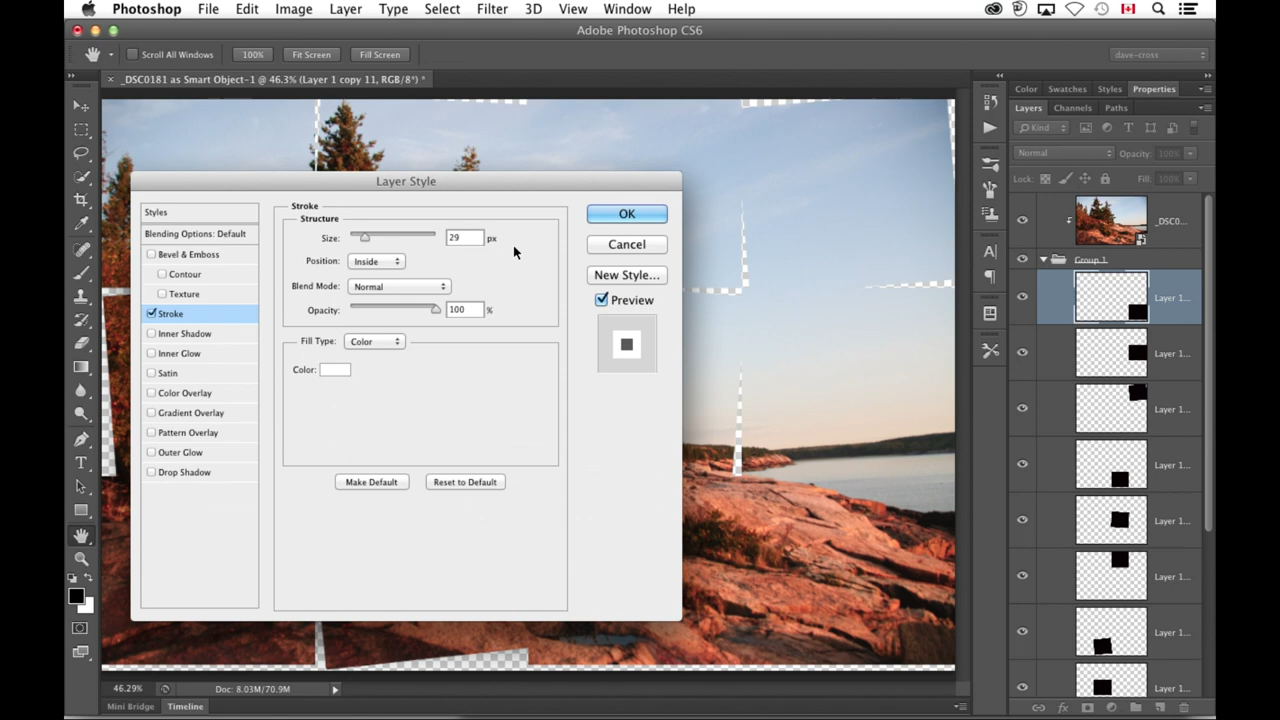 Photoshop File Edit Image Layer Type Select Filter 3D View Window Help
Adobe Photoshop CS6
Scroll All Windows 100% Fit Screen Fill Screen dave-cross
_DSC0181 as Smart Object-1 @ 46.3% (Layer 1 copy 11, RGB/8*) *
Color Swatches Styles Properties
Layers Channels Paths
Kind
Normal Opacity: 100%
Lock: Fill: 100%
_DSC0...
Group 1
Layer 1...
Layer 1...
Layer 1...
Layer 1...
Layer 1...
Layer 1...
Layer 1...
Layer 1...
Layer Style
Styles
Blending Options: Default
Bevel & Emboss
Contour
Texture
Stroke
Inner Shadow
Inner Glow
Satin
Color Overlay
Gradient Overlay
Pattern Overlay
Outer Glow
Drop Shadow
Stroke
Structure
Size: 29 px
Position: Inside
Blend Mode: Normal
Opacity: 100 %
Fill Type: Color
Color:
Make Default Reset to Default
OK
Cancel
New Style...
Preview
46.29% Doc: 8.03M/70.9M
Mini Bridge Timeline
fx